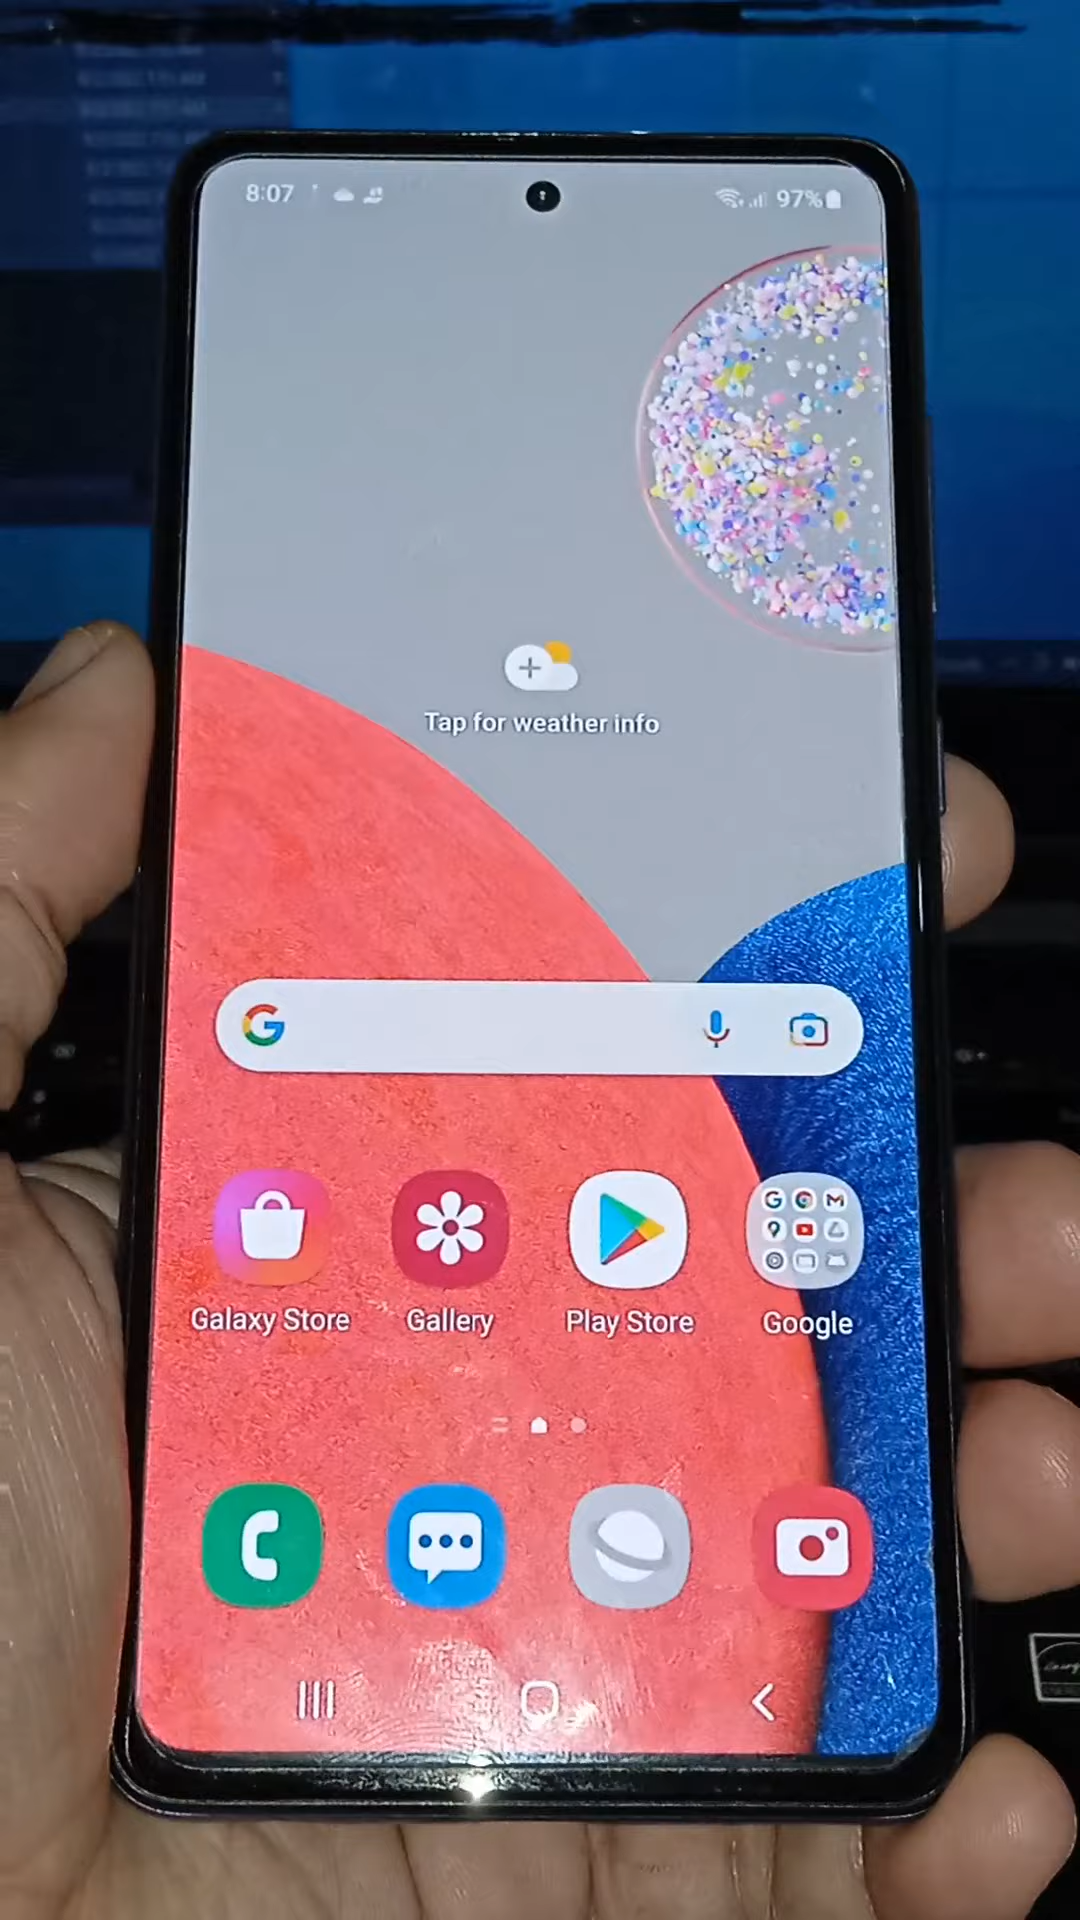 8:07
97%
Tap for weather info
G
Galaxy Store
Gallery
Play Store
Google